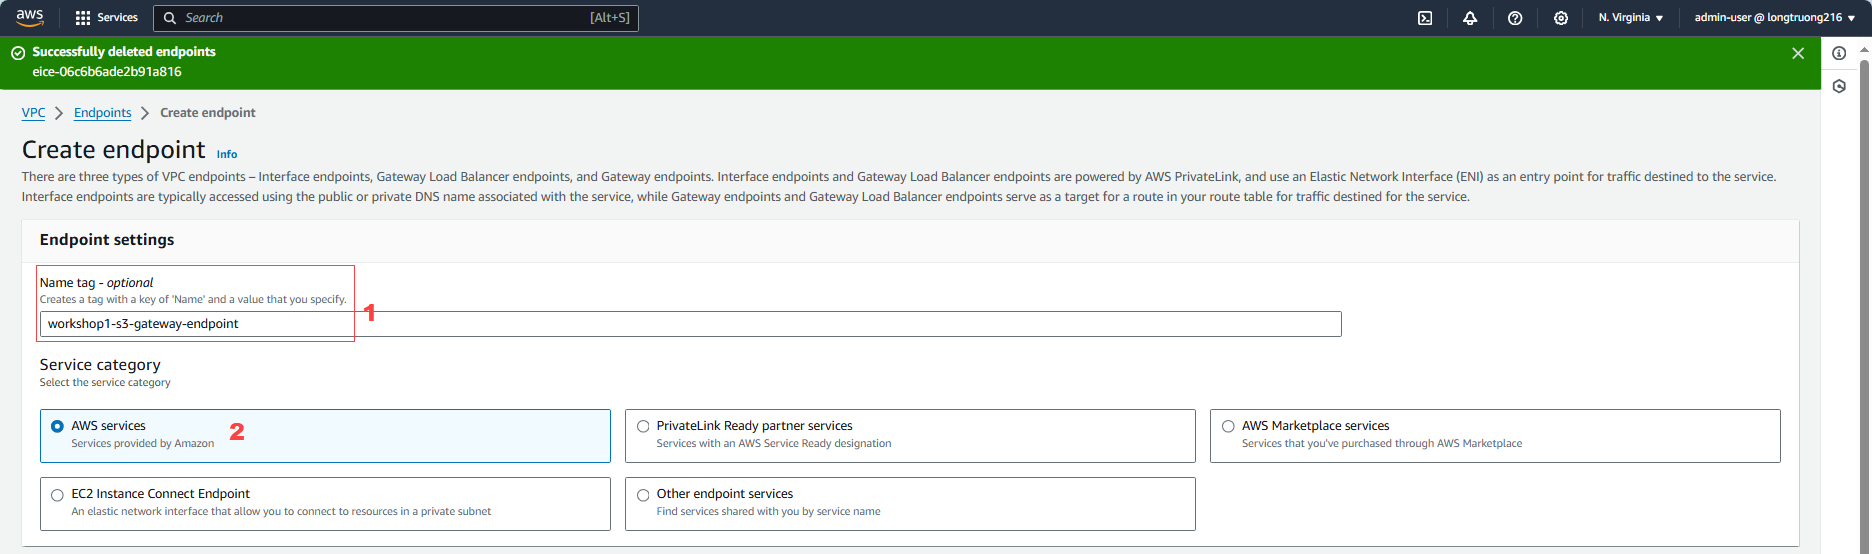 aws Services Search [Alt+S] N. Virginia admin-user @ longtruong216
Successfully deleted endpoints
eice-06c6b6ade2b91a816
VPC Endpoints Create endpoint
Create endpoint Info
There are three types of VPC endpoints – Interface endpoints, Gateway Load Balancer endpoints, and Gateway endpoints. Interface endpoints and Gateway Load Balancer endpoints are powered by AWS PrivateLink, and use an Elastic Network Interface (ENI) as an entry point for traffic destined to the service.
Interface endpoints are typically accessed using the public or private DNS name associated with the service, while Gateway endpoints and Gateway Load Balancer endpoints serve as a target for a route in your route table for traffic destined for the service.
Endpoint settings
Name tag - optional
Creates a tag with a key of 'Name' and a value that you specify.
1
workshop1-s3-gateway-endpoint
Service category
Select the service category
AWS services
Services provided by Amazon
2
PrivateLink Ready partner services
Services with an AWS Service Ready designation
AWS Marketplace services
Services that you've purchased through AWS Marketplace
EC2 Instance Connect Endpoint
An elastic network interface that allow you to connect to resources in a private subnet
Other endpoint services
Find services shared with you by service name